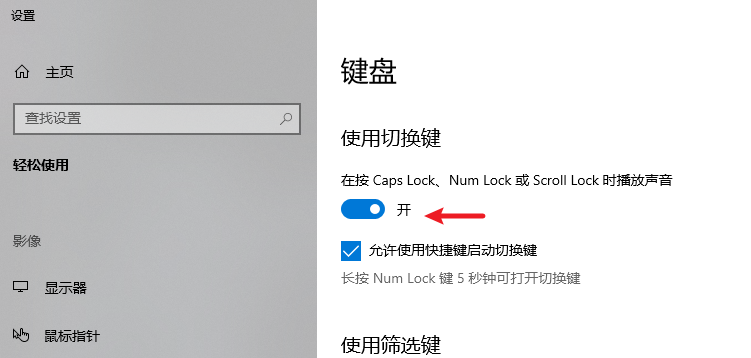 设置
主页
查找设置
轻松使用
影像
显示器
鼠标指针
键盘
使用切换键
在按 Caps Lock、Num Lock 或 Scroll Lock 时播放声音
开
允许使用快捷键启动切换键
长按 Num Lock 键 5 秒钟可打开切换键
使用筛选键